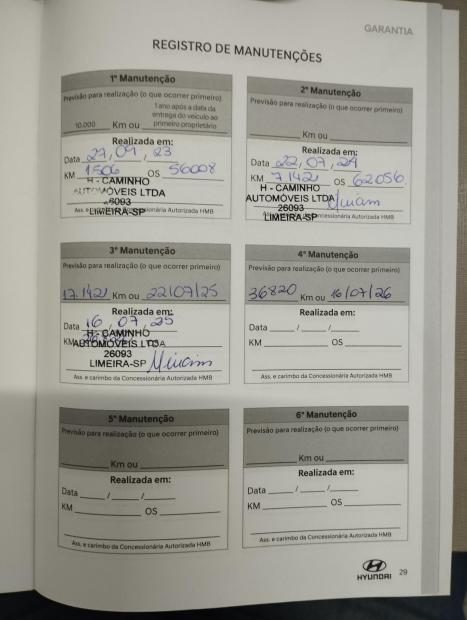 GARANTIA
REGISTRO DE MANUTENÇÕES
1ª Manutenção
Previsão para realização (o que ocorrer primeiro)
10.000 Km ou 1 ano após a data da entrega do veículo ao primeiro proprietário
Realizada em:
Data 27, 04, 23
KM 1506 OS 56008
H - CAMINHO
AUTOMÓVEIS LTDA
26093
LIMEIRA-SP
Ass. e carimbo da Concessionária Autorizada HMB
2ª Manutenção
Previsão para realização (o que ocorrer primeiro)
Km ou
Realizada em:
Data 22, 07, 24
KM 7142 OS 62056
H - CAMINHO
AUTOMÓVEIS LTDA
26093
LIMEIRA-SP
Miriam
Concessionária Autorizada HMB
3ª Manutenção
Previsão para realização (o que ocorrer primeiro)
17.142 Km ou 22/07/25
Realizada em:
Data 16, 07, 25
KM OS
H - CAMINHO
AUTOMÓVEIS LTDA
26093
LIMEIRA-SP
Miriam
Ass. e carimbo da Concessionária Autorizada HMB
4ª Manutenção
Previsão para realização (o que ocorrer primeiro)
36820 Km ou 16/07/26
Realizada em:
Data / /
KM OS
Ass. e carimbo da Concessionária Autorizada HMB
5ª Manutenção
Previsão para realização (o que ocorrer primeiro)
Km ou
Realizada em:
Data / /
KM OS
Ass. e carimbo da Concessionária Autorizada HMB
6ª Manutenção
Previsão para realização (o que ocorrer primeiro)
Km ou
Realizada em:
Data / /
KM OS
Ass. e carimbo da Concessionária Autorizada HMB
HYUNDAI
29